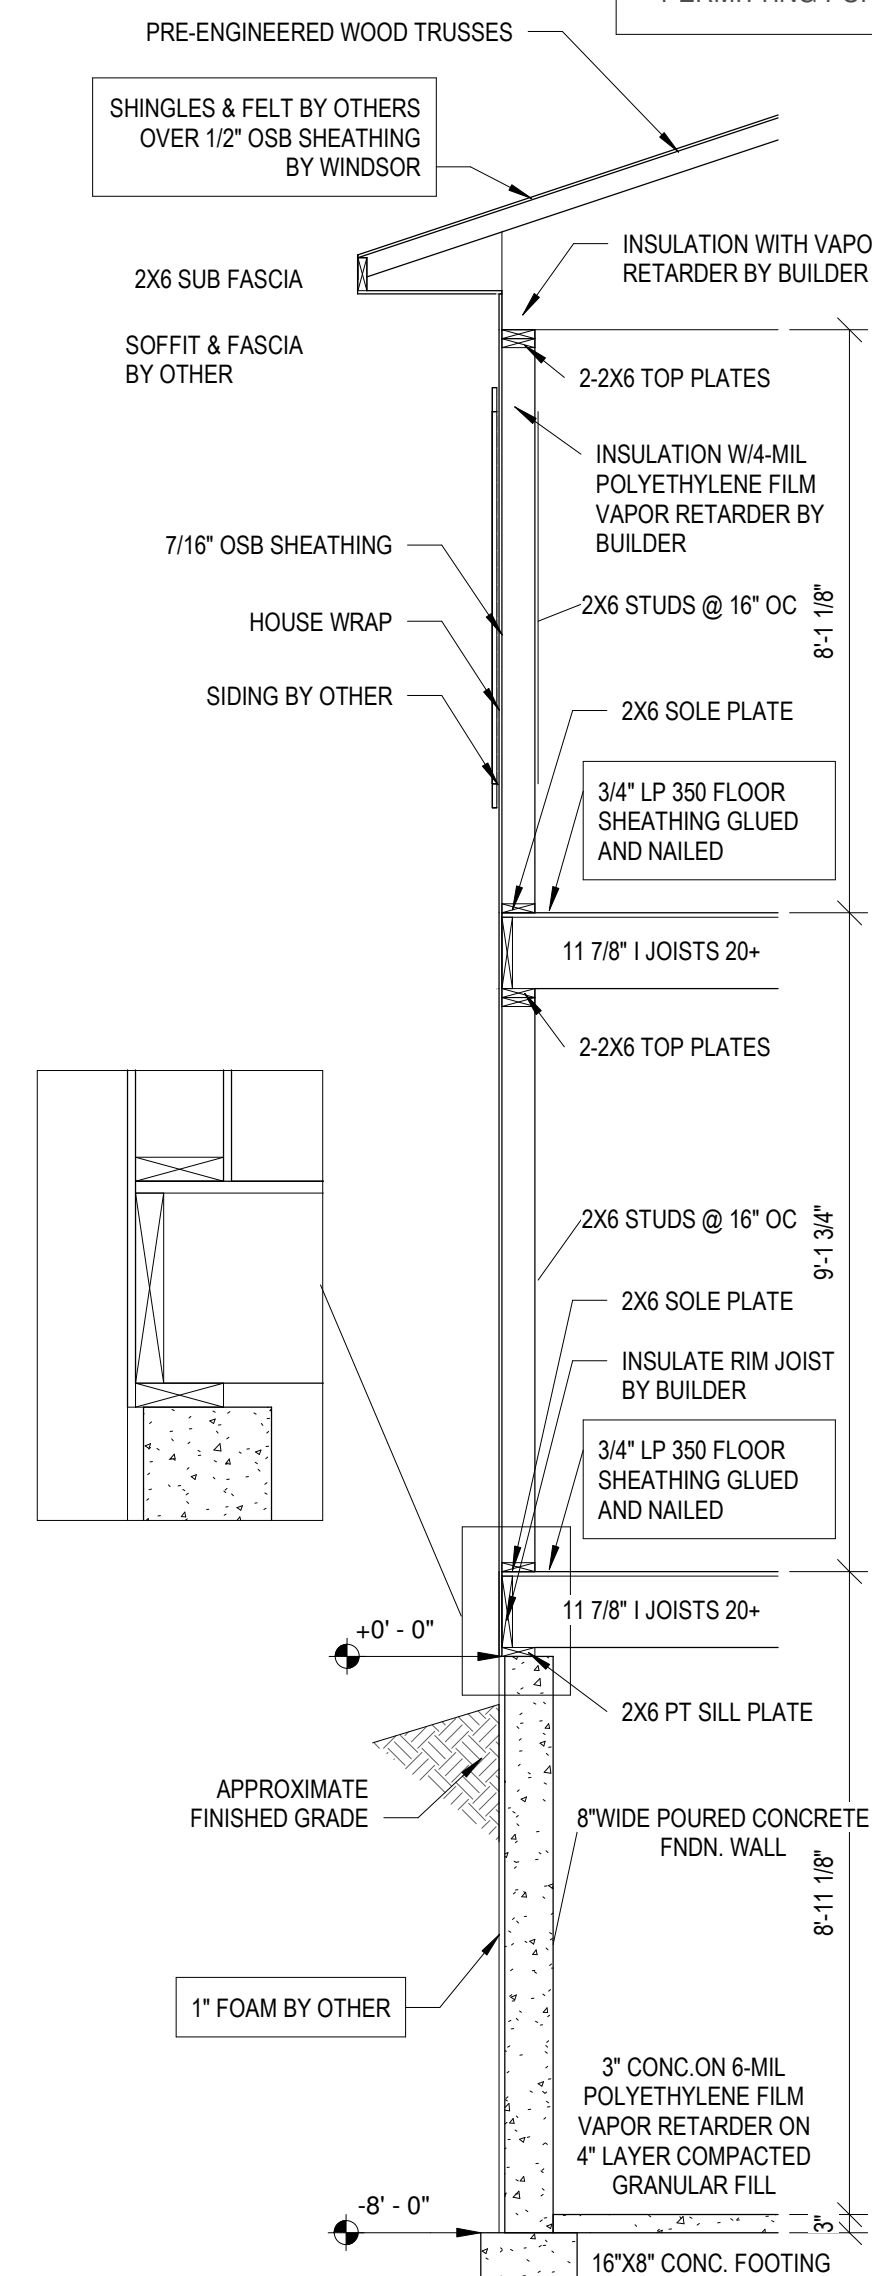 PRE-ENGINEERED WOOD TRUSSES
SHINGLES & FELT BY OTHERS
OVER 1/2" OSB SHEATHING
BY WINDSOR
INSULATION WITH VAPO
RETARDER BY BUILDER
2X6 SUB FASCIA
SOFFIT & FASCIA
BY OTHER
2-2X6 TOP PLATES
INSULATION W/4-MIL
POLYETHYLENE FILM
VAPOR RETARDER BY
BUILDER
7/16" OSB SHEATHING
2X6 STUDS @ 16" OC
8'-1 1/8"
HOUSE WRAP
SIDING BY OTHER
2X6 SOLE PLATE
3/4" LP 350 FLOOR
SHEATHING GLUED
AND NAILED
11 7/8" I JOISTS 20+
2-2X6 TOP PLATES
2X6 STUDS @ 16" OC
9'-1 3/4"
2X6 SOLE PLATE
INSULATE RIM JOIST
BY BUILDER
3/4" LP 350 FLOOR
SHEATHING GLUED
AND NAILED
11 7/8" I JOISTS 20+
+0' - 0"
2X6 PT SILL PLATE
APPROXIMATE
FINISHED GRADE
8"WIDE POURED CONCRETE
FNDN. WALL
8'-11 1/8"
1" FOAM BY OTHER
3" CONC.ON 6-MIL
POLYETHYLENE FILM
VAPOR RETARDER ON
4" LAYER COMPACTED
GRANULAR FILL
-8' - 0"
3"
16"X8" CONC. FOOTING